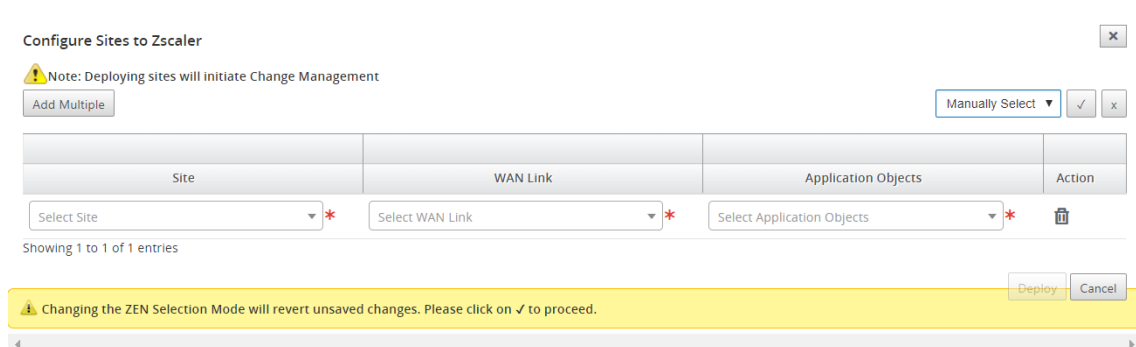 Configure Sites to Zscaler
x
Note: Deploying sites will initiate Change Management
Add Multiple
Manually Select ▼ ✓ x
Site WAN Link Application Objects Action
Select Site * Select WAN Link * Select Application Objects *
Showing 1 to 1 of 1 entries
Deploy Cancel
Changing the ZEN Selection Mode will revert unsaved changes. Please click on ✓ to proceed.